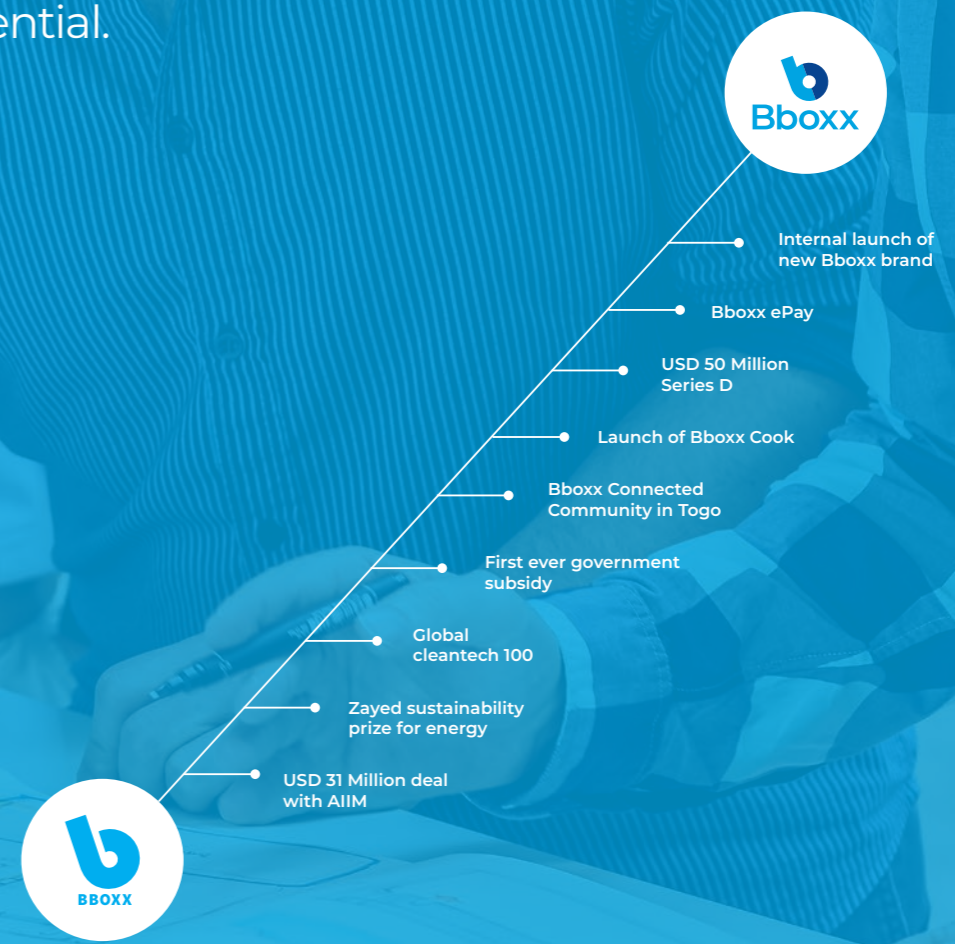 ential.
Bboxx
Internal launch of
new Bboxx brand
Bboxx ePay
USD 50 Million
Series D
Launch of Bboxx Cook
Bboxx Connected
Community in Togo
First ever government
subsidy
Global
cleantech 100
Zayed sustainability
prize for energy
USD 31 Million deal
with AIIM
BBOXX